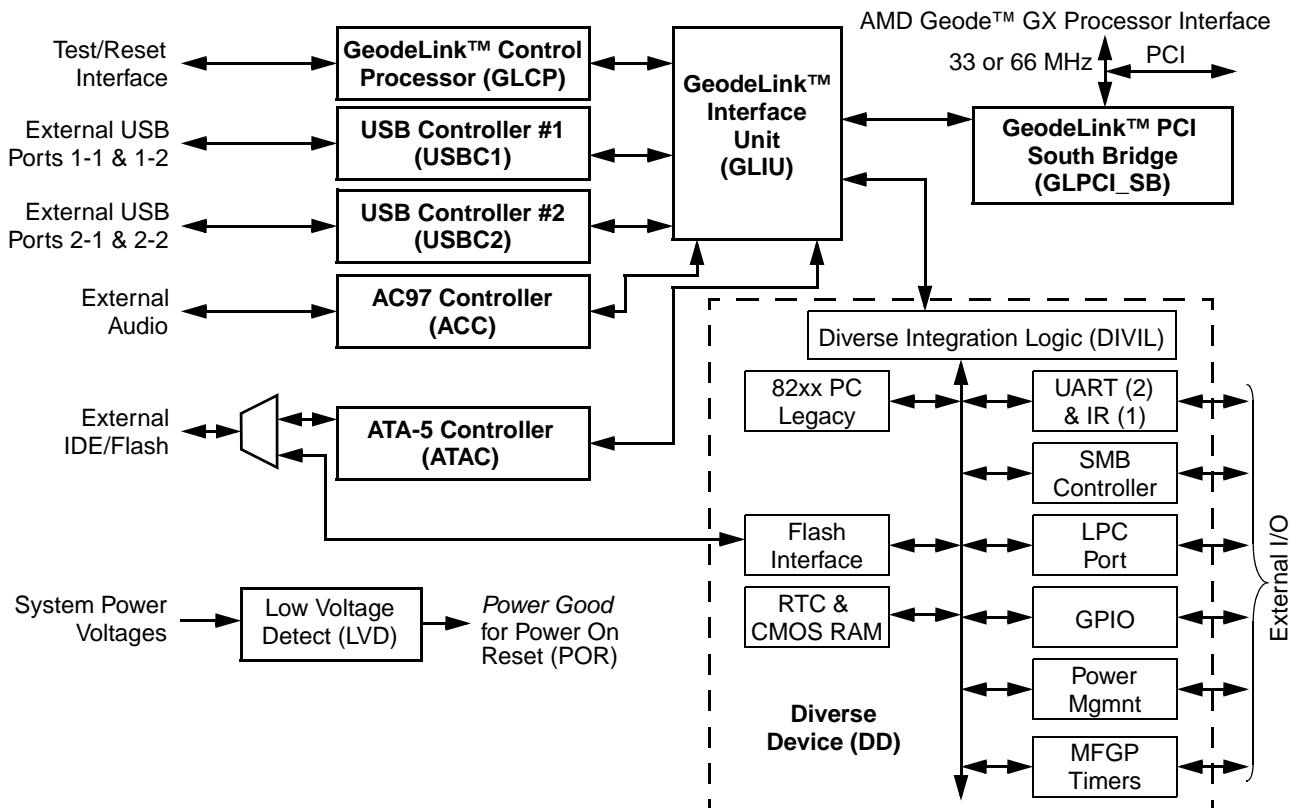 AMD Geode™ GX Processor Interface
33 or 66 MHz
PCI
Test/Reset
Interface
GeodeLink™ Control
Processor (GLCP)
GeodeLink™
Interface
Unit
(GLIU)
GeodeLink™ PCI
South Bridge
(GLPCI_SB)
External USB
Ports 1-1 & 1-2
USB Controller #1
(USBC1)
External USB
Ports 2-1 & 2-2
USB Controller #2
(USBC2)
External
Audio
AC97 Controller
(ACC)
External
IDE/Flash
ATA-5 Controller
(ATAC)
Diverse Integration Logic (DIVIL)
82xx PC
Legacy
UART (2)
& IR (1)
SMB
Controller
Flash
Interface
LPC
Port
RTC &
CMOS RAM
GPIO
Power
Mgmnt
MFGP
Timers
Diverse
Device (DD)
External I/O
System Power
Voltages
Low Voltage
Detect (LVD)
Power Good
for Power On
Reset (POR)